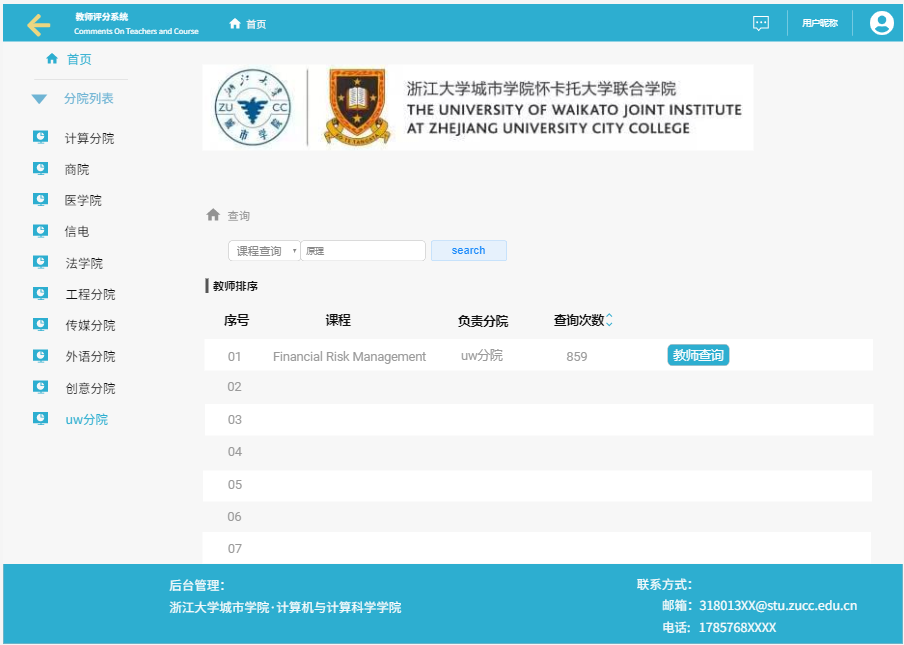 教师评分系统
Comments On Teachers and Course
首页
用户昵称
首页
分院列表
计算分院
商院
医学院
信电
法学院
工程分院
传媒分院
外语分院
创意分院
uw分院
ZU CC
浙江大学城市学院怀卡托大学联合学院
THE UNIVERSITY OF WAIKATO JOINT INSTITUTE
AT ZHEJIANG UNIVERSITY CITY COLLEGE
查询
课程查询 原理 search
教师排序
序号 课程 负责分院 查询次数
01 Financial Risk Management uw分院 859 教师查询
02
03
04
05
06
07
后台管理：
浙江大学城市学院·计算机与计算科学学院
联系方式：
邮箱：318013XX@stu.zucc.edu.cn
电话：1785768XXXX